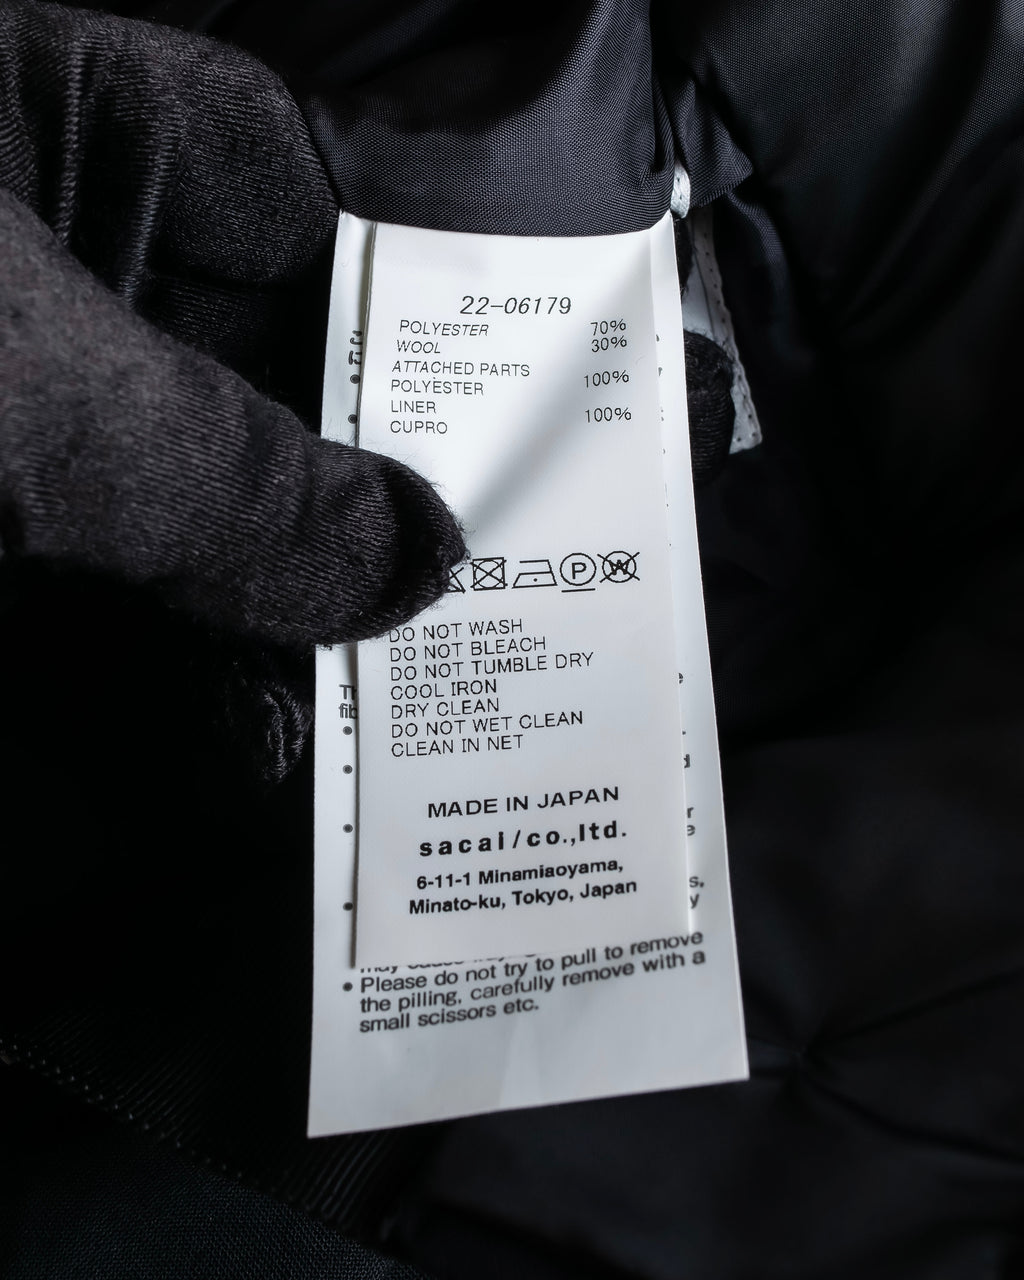 22-06179
POLYESTER 70%
WOOL 30%
ATTACHED PARTS
POLYESTER 100%
LINER
CUPRO 100%
P W
DO NOT WASH
DO NOT BLEACH
DO NOT TUMBLE DRY
COOL IRON
DRY CLEAN
DO NOT WET CLEAN
CLEAN IN NET
MADE IN JAPAN
sacai/co.,ltd.
6-11-1 Minamiaoyama,
Minato-ku, Tokyo, Japan
may cause
• Please do not try to pull to remove
the pilling, carefully remove with a
small scissors etc.